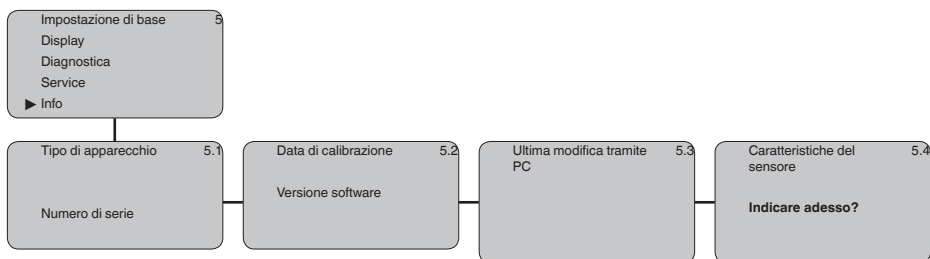 Impostazione di base 5
Display
Diagnostica
Service
▶ Info
Tipo di apparecchio 5.1
Numero di serie
Data di calibrazione 5.2
Versione software
Ultima modifica tramite 5.3
PC
Caratteristiche del 5.4
sensore
Indicare adesso?